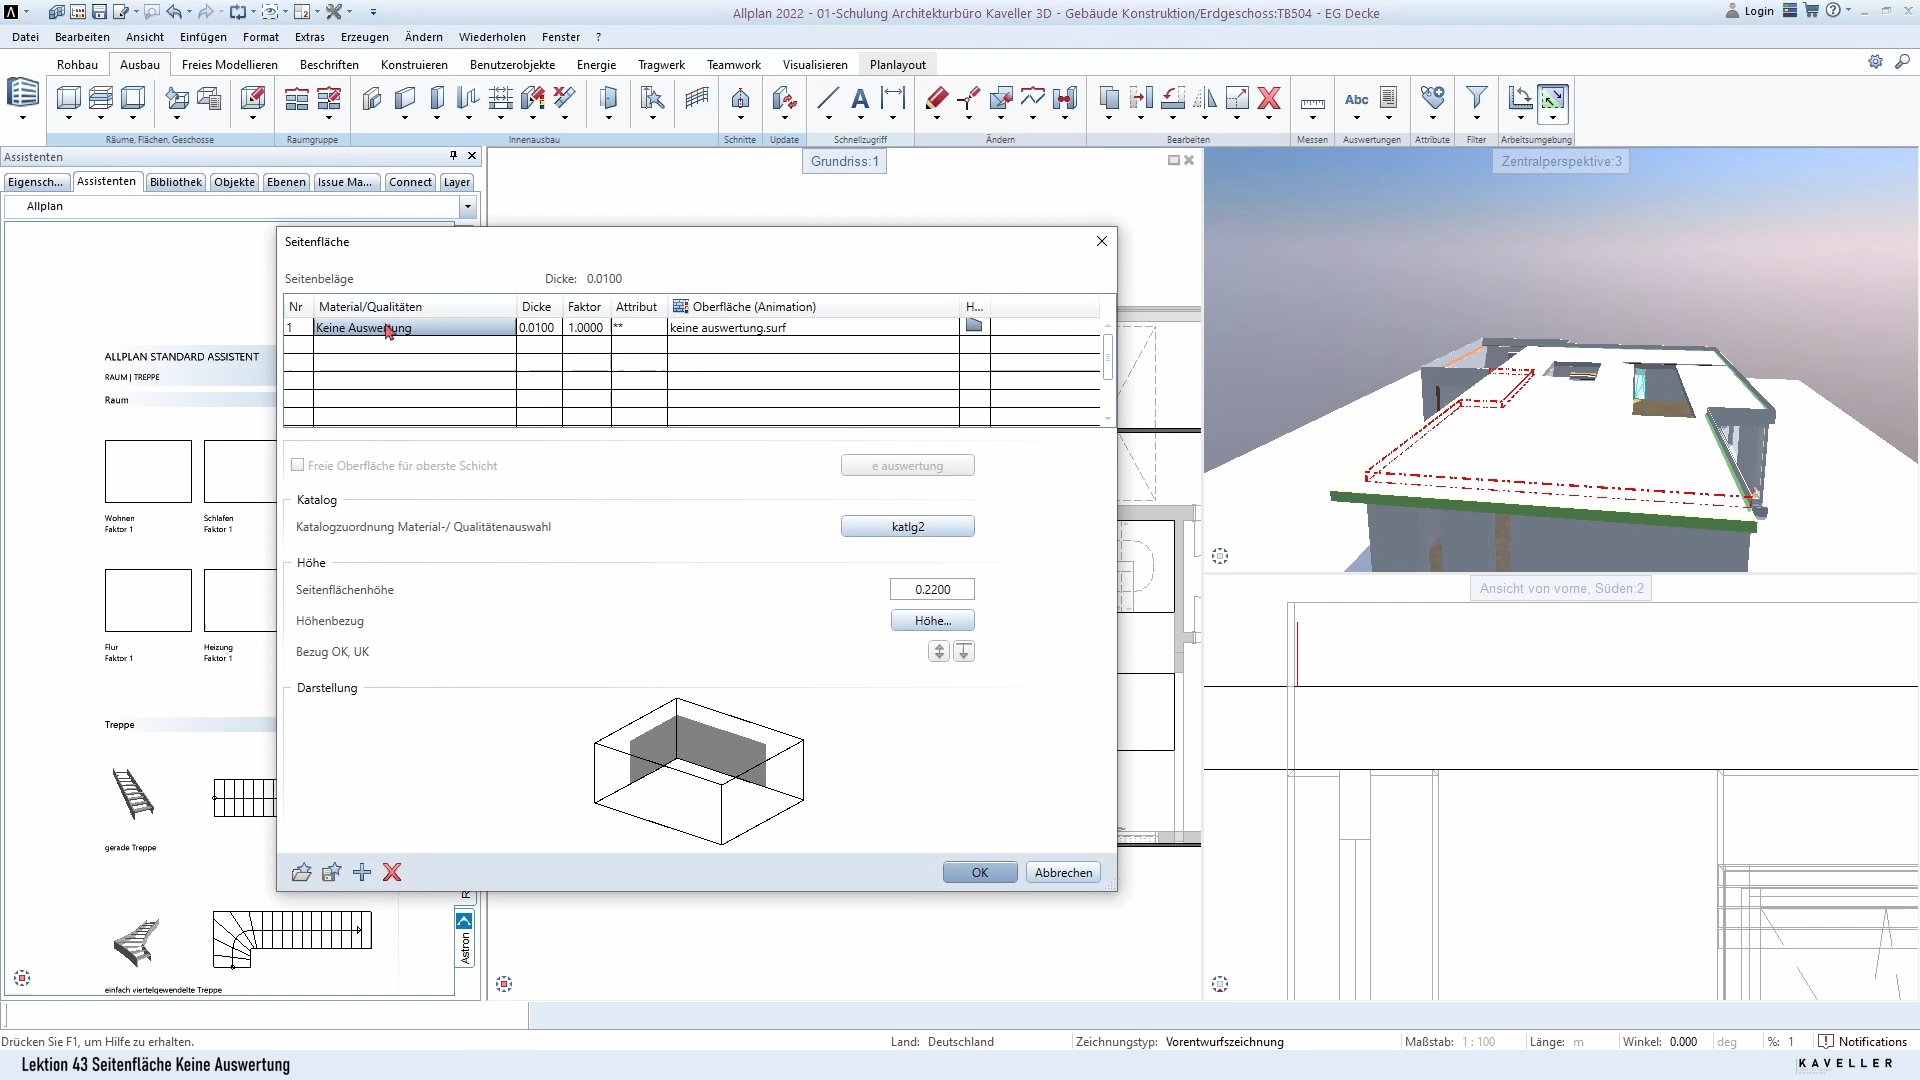 Allplan 2022 - 01-Schulung Architekturbüro Kaveller 3D - Gebäude Konstruktion/Erdgeschoss:TB504 - EG Decke
Login
Datei Bearbeiten Ansicht Einfügen Format Extras Erzeugen Ändern Wiederholen Fenster ?
Rohbau Ausbau Freies Modellieren Beschriften Konstruieren Benutzerobjekte Energie Tragwerk Teamwork Visualisieren Planlayout
Abc
Räume, Flächen, Geschosse Raumgruppe Innenausbau Schnitte Update Schnellzugriff Ändern Bearbeiten Messen Auswertungen Attribute Filter Arbeitsumgebung
Assistenten
Grundriss:1
Zentralperspektive:3
Eigensch... Assistenten Bibliothek Objekte Ebenen Issue Ma... Connect Layer
Allplan
Seitenfläche
Seitenbeläge Dicke: 0.0100
Nr Material/Qualitäten Dicke Faktor Attribut Oberfläche (Animation) H...
1 Keine Auswertung 0.0100 1.0000 ** keine auswertung.surf
ALLPLAN STANDARD ASSISTENT
RAUM | TREPPE
Raum
Wohnen
Faktor 1
Schlafen
Faktor 1
Flur
Faktor 1
Heizung
Faktor 1
Treppe
gerade Treppe
einfach viertelgewendelte Treppe
Freie Oberfläche für oberste Schicht
e auswertung
Katalog
Katalogzuordnung Material-/ Qualitätenauswahl
katlg2
Höhe
Seitenflächenhöhe
0.2200
Höhenbezug
Höhe...
Bezug OK, UK
Darstellung
OK
Abbrechen
Ansicht von vorne, Süden:2
R
Astron
Drücken Sie F1, um Hilfe zu erhalten.
Land: Deutschland
Zeichnungstyp: Vorentwurfszeichnung
Maßstab: 1 : 100
Länge: m
Winkel: 0.000 deg
%: 1
Notifications
Lektion 43 Seitenfläche Keine Auswertung
KAVELLER